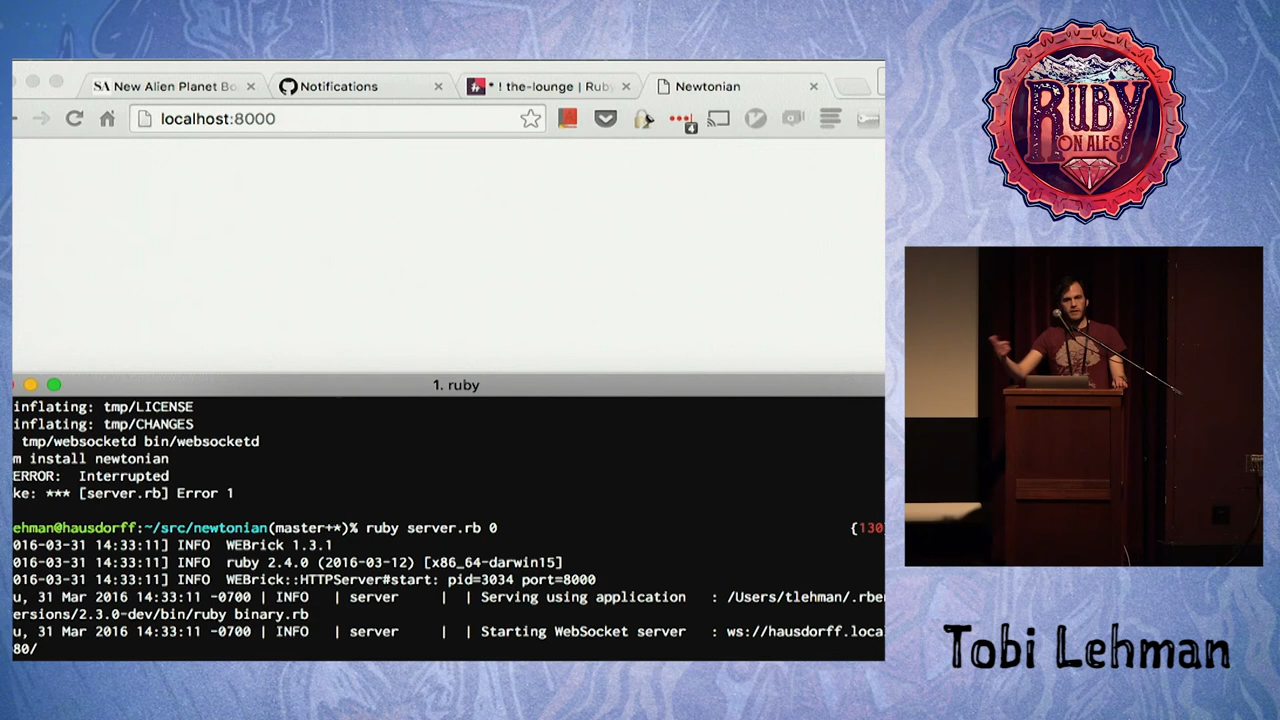 SA New Alien Planet Bo
Notifications
* ! the-lounge | Ruby
Newtonian
localhost:8000
4
1. ruby
inflating: tmp/LICENSE
inflating: tmp/CHANGES
tmp/websocketd bin/websocketd
m install newtonian
ERROR:  Interrupted
ke: *** [server.rb] Error 1
ehman@hausdorff:~/src/newtonian(master+*)% ruby server.rb 0 {130
016-03-31 14:33:11] INFO  WEBrick 1.3.1
016-03-31 14:33:11] INFO  ruby 2.4.0 (2016-03-12) [x86_64-darwin15]
016-03-31 14:33:11] INFO  WEBrick::HTTPServer#start: pid=3034 port=8000
u, 31 Mar 2016 14:33:11 -0700 | INFO   | server     |  | Serving using application   : /Users/tlehman/.rbe
ersions/2.3.0-dev/bin/ruby binary.rb
u, 31 Mar 2016 14:33:11 -0700 | INFO   | server     |  | Starting WebSocket server   : ws://hausdorff.loca
80/
RUBY
ON ALES
Tobi Lehman